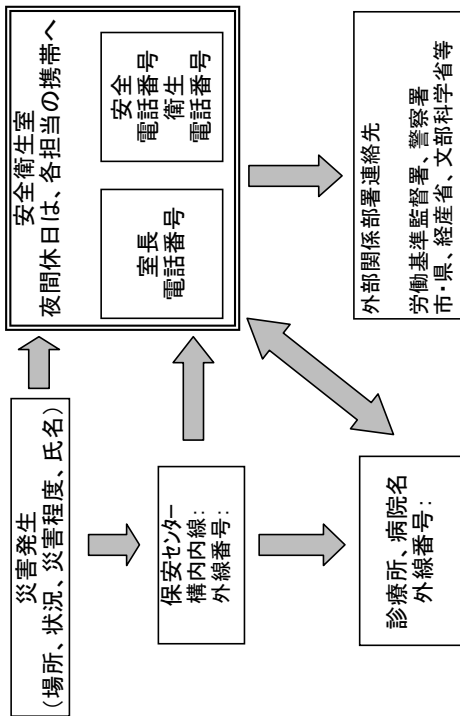 災害発生
（場所、状況、災害程度、氏名）
保安センター
構内内線：
外線番号：
診療所、病院名
外線番号：
安全衛生室
夜間休日は、各担当の携帯へ
室長
電話番号
安全
電話番号
衛生
電話番号
外部関係部署連絡先
労働基準監督署、警察署
市・県、経産省、文部科学省等